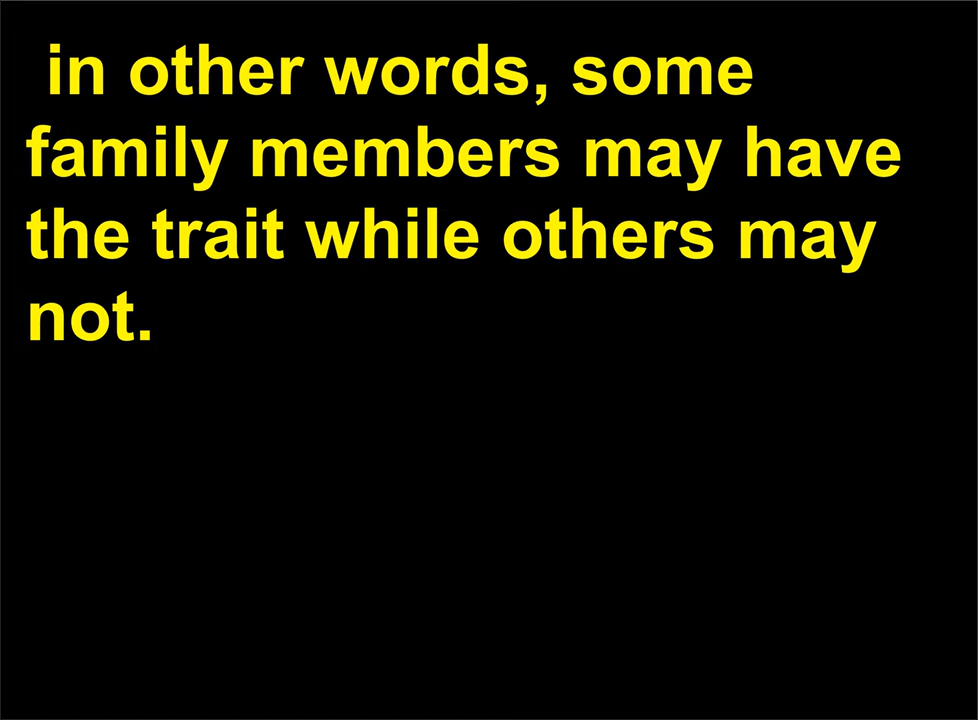 in other words, some
family members may have
the trait while others may
not.